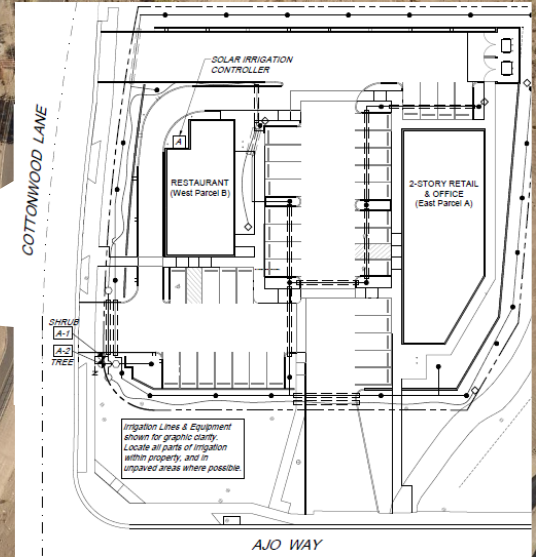 SOLAR IRRIGATION
CONTROLLER
COTTONWOOD LANE
A
RESTAURANT
(West Parcel B)
2-STORY RETAIL
& OFFICE
(East Parcel A)
SHRUB
A-1
A-2
TREE
Irrigation Lines & Equipment
shown for graphic clarity.
Locate all parts of irrigation
within property, and in
unpaved areas where possible.
AJO WAY